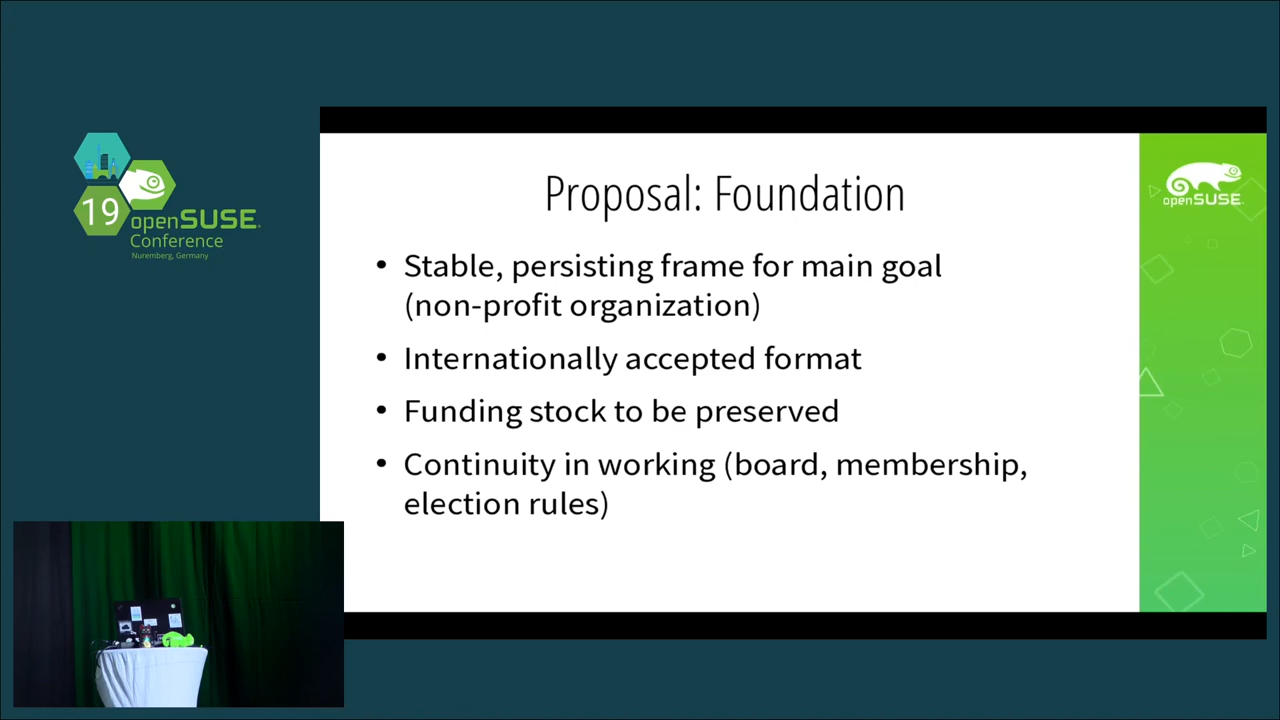 19
openSUSE
Conference
Nuremberg, Germany
Proposal: Foundation
openSUSE
• Stable, persisting frame for main goal
(non-profit organization)
• Internationally accepted format
• Funding stock to be preserved
• Continuity in working (board, membership,
election rules)